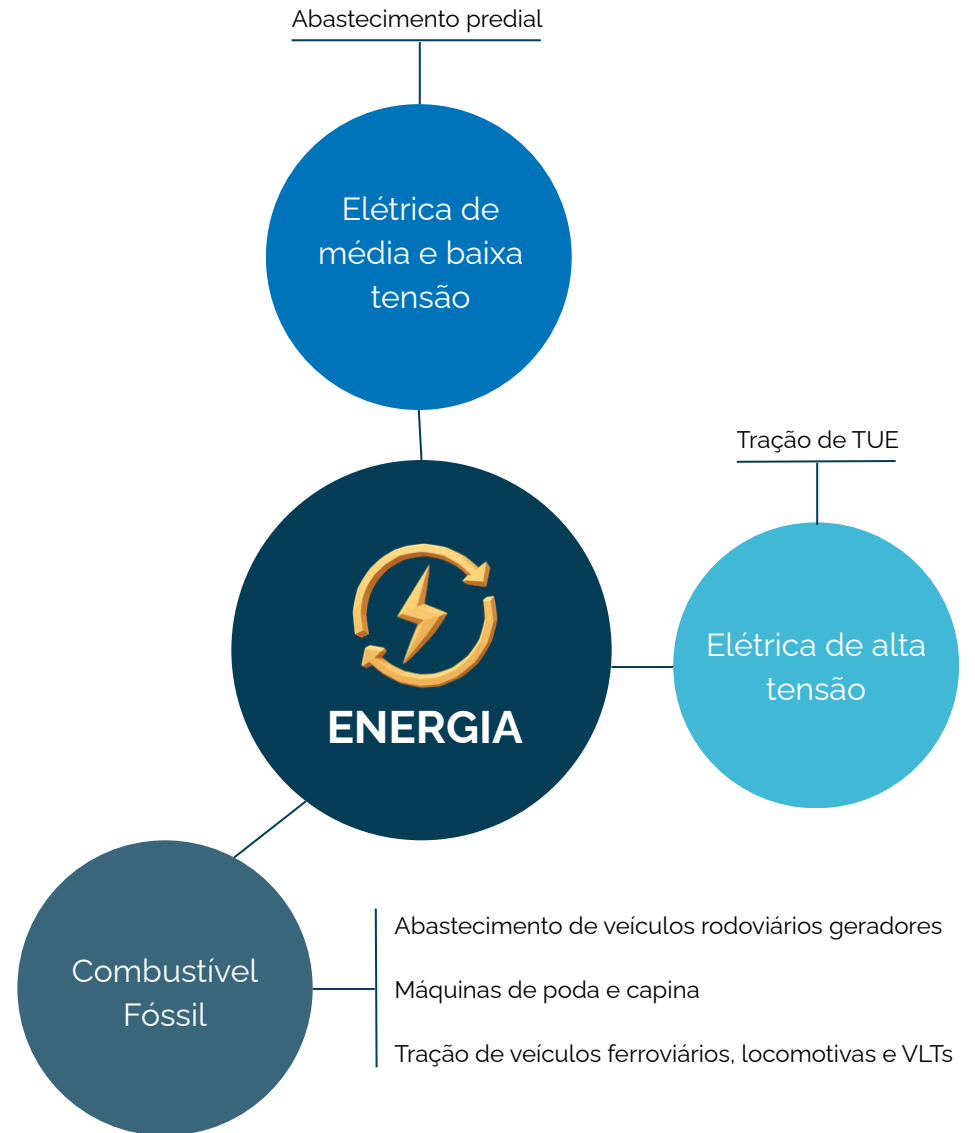 Abastecimento predial
Elétrica de
média e baixa
tensão
Tração de TUE
Elétrica de alta
tensão
ENERGIA
Combustível
Fóssil
Abastecimento de veículos rodoviários geradores
Máquinas de poda e capina
Tração de veículos ferroviários, locomotivas e VLTs